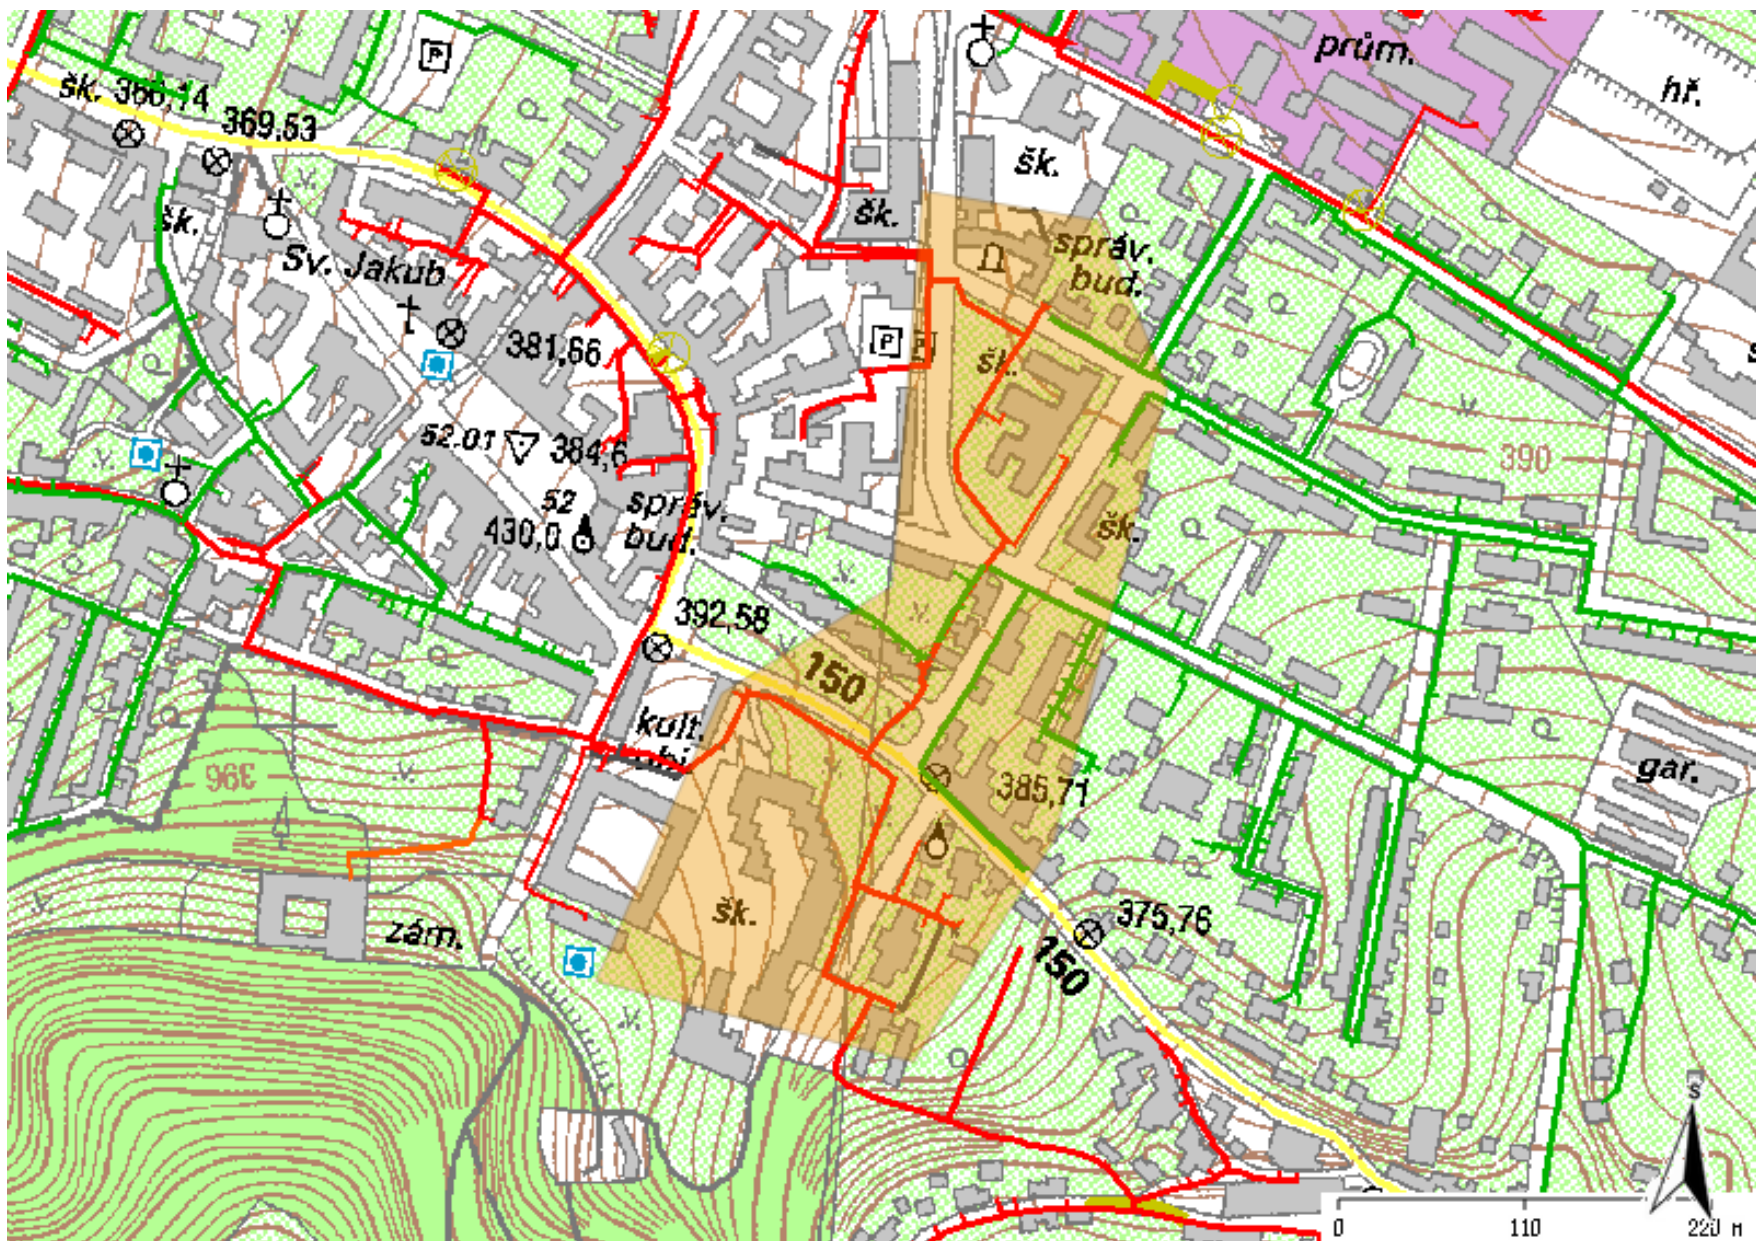 prům.
hř.
P
šk. 366,14
369,53
šk.
šk.
šk.
správ.
bud.
Sv. Jakub
381,66
P
P
šk.
52.01
384,6
390
52
430,0
správ.
bud.
šk.
392,58
150
kult.
396
385,71
gar.
šk.
zám.
375,76
150
S
0
110
220 M